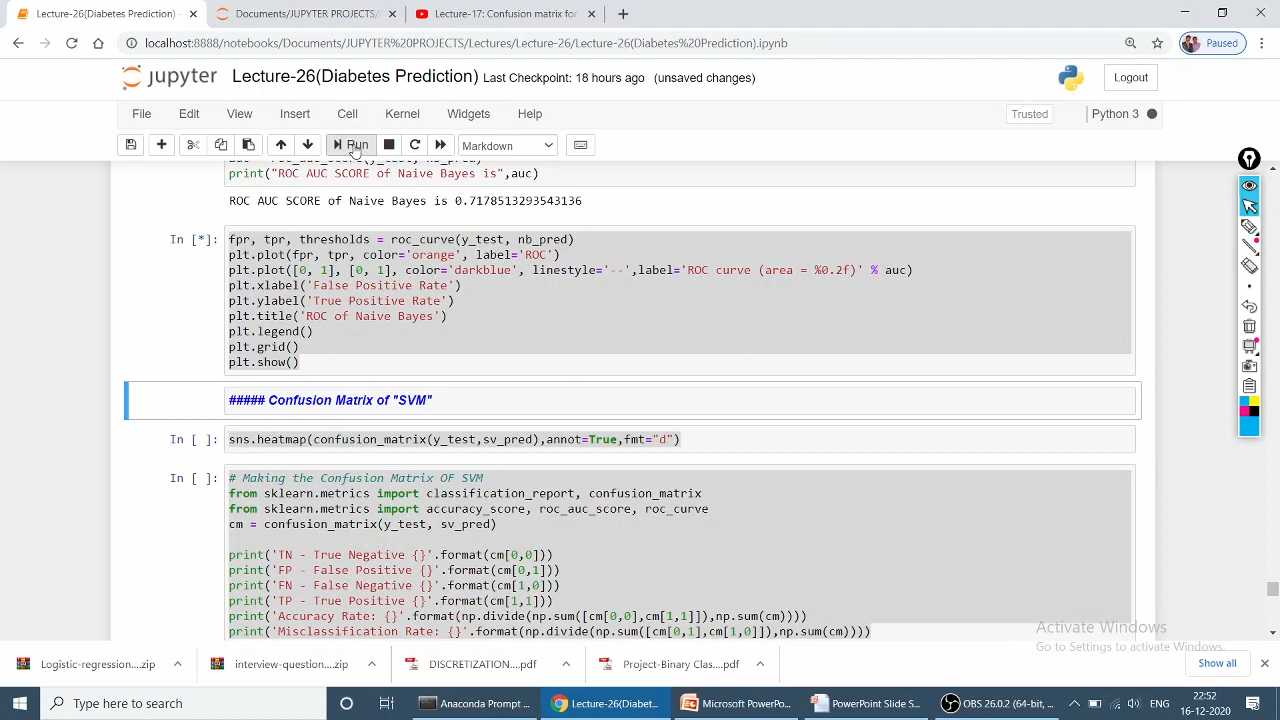 Lecture-26(Diabetes Prediction)
Documents/JUPYTER PROJECTS/
Lecture-17: Confusion matrix fo
localhost:8888/notebooks/Documents/JUPYTER%20PROJECTS/Lectures/Lecture-26/Lecture-26(Diabetes%20Prediction).ipynb
Paused
jupyter Lecture-26(Diabetes Prediction) Last Checkpoint: 18 hours ago (unsaved changes)
Logout
File Edit View Insert Cell Kernel Widgets Help
Trusted
Python 3
Run
Markdown
print("ROC AUC SCORE of Naive Bayes is",auc)
ROC AUC SCORE of Naive Bayes is 0.7178513293543136
In [*]:
fpr, tpr, thresholds = roc_curve(y_test, nb_pred)
plt.plot(fpr, tpr, color='orange', label='ROC')
plt.plot([0, 1], [0, 1], color='darkblue', linestyle='--',label='ROC curve (area = %0.2f)' % auc)
plt.xlabel('False Positive Rate')
plt.ylabel('True Positive Rate')
plt.title('ROC of Naive Bayes')
plt.legend()
plt.grid()
plt.show()
##### Confusion Matrix of "SVM"
In [ ]: sns.heatmap(confusion_matrix(y_test,sv_pred),annot=True,fmt="d")
In [ ]: # Making the Confusion Matrix OF SVM
from sklearn.metrics import classification_report, confusion_matrix
from sklearn.metrics import accuracy_score, roc_auc_score, roc_curve
cm = confusion_matrix(y_test, sv_pred)
print('TN - True Negative {}'.format(cm[0,0]))
print('FP - False Positive {}'.format(cm[0,1]))
print('FN - False Negative {}'.format(cm[1,0]))
print('TP - True Positive {}'.format(cm[1,1]))
print('Accuracy Rate: {}'.format(np.divide(np.sum([cm[0,0],cm[1,1]]),np.sum(cm))))
print('Misclassification Rate: {}'.format(np.divide(np.sum([cm[0,1],cm[1,0]]),np.sum(cm))))
Activate Windows
Go to Settings to activate Windows.
Logistic-regression....zip
interview-question....zip
DISCRETIZATION....pdf
Project-Binary Clas....pdf
Show all
Type here to search
Anaconda Prompt ...
Lecture-26(Diabet...
Microsoft PowerPo...
PowerPoint Slide S...
OBS 26.0.2 (64-bit, ...
ENG
22:52
16-12-2020